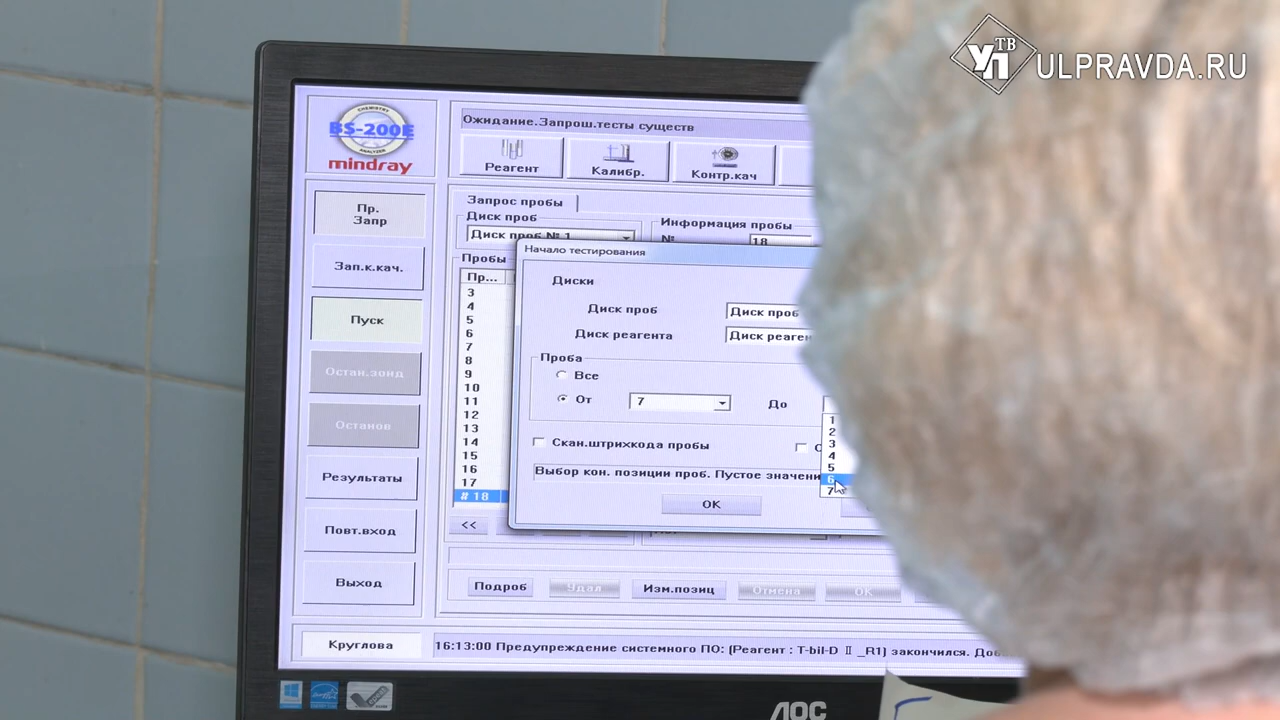 УП ТВ ULPRAVDA.RU
CHEMISTRY
BS-200E
ANALYZER
mindray
Ожидание.Запрош.тесты существ
Реагент
Калибр.
Контр.кач
Пр.
Запр
Зап.к.кач.
Пуск
Остан.зонд
Останов
Результаты
Повт.вход
Выход
Запрос пробы
Диск проб
Диск проб № 1
Информация пробы
№ 18
Пробы
Пр...
3
4
5
6
7
8
9
10
11
12
13
14
15
16
17
# 18
<<
Начало тестирования
Диски
Диск проб
Диск проб
Диск реагента
Диск реаген
Проба
Все
От 7 До
1
2
3
4
5
6
7
Скан.штрихкода пробы
Выбор кон. позиции проб. Пустое значени
OK
Подроб Удал Изм.позиц Отмена OK
Круглова
16:13:00 Предупреждение системного ПО: (Реагент : T-bil-D II _R1) закончился. Доб
AOC